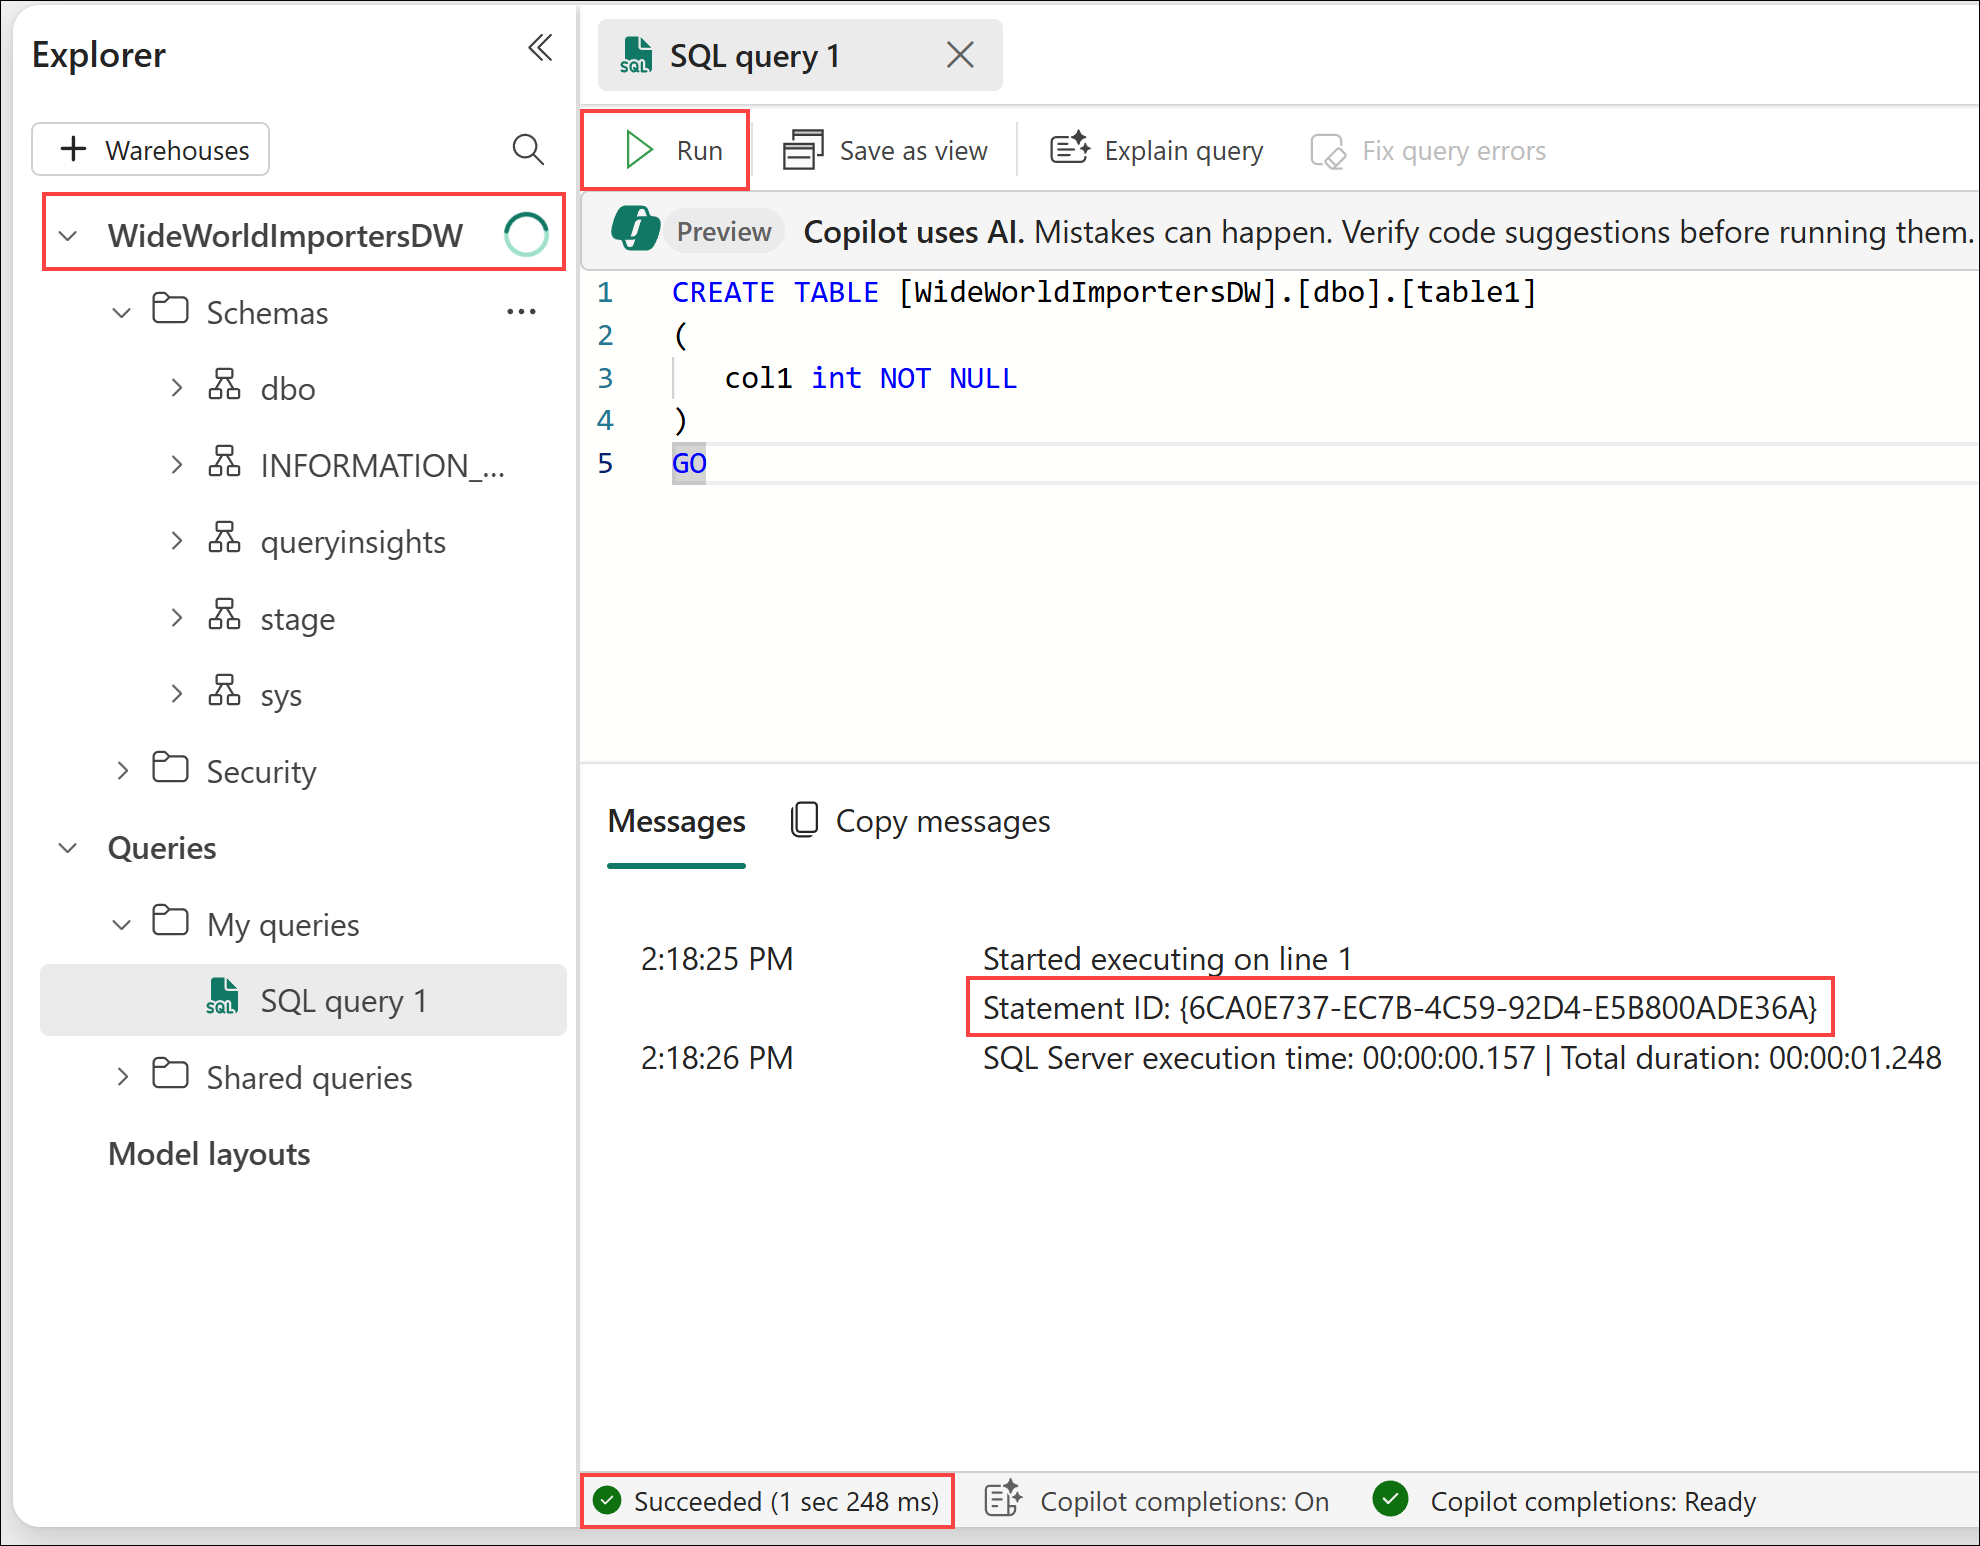 Explorer
Warehouses
WideWorldImportersDW
Schemas
dbo
INFORMATION_...
queryinsights
stage
sys
Security
Queries
My queries
SQL query 1
Shared queries
Model layouts
SQL query 1
Run
Save as view
Explain query
Fix query errors
Preview
Copilot uses AI. Mistakes can happen. Verify code suggestions before running them.
1 CREATE TABLE [WideWorldImportersDW].[dbo].[table1]
2 (
3 col1 int NOT NULL
4 )
5 GO
Messages
Copy messages
2:18:25 PM Started executing on line 1
Statement ID: {6CA0E737-EC7B-4C59-92D4-E5B800ADE36A}
2:18:26 PM SQL Server execution time: 00:00:00.157 | Total duration: 00:00:01.248
Succeeded (1 sec 248 ms)
Copilot completions: On
Copilot completions: Ready